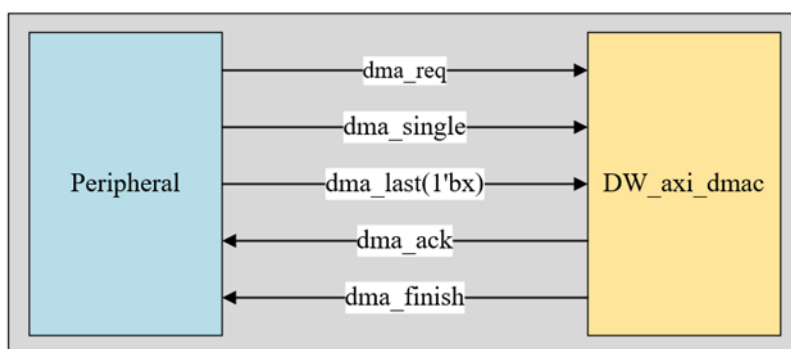 dma_req
dma_single
Peripheral
dma_last(1'bx)
DW_axi_dmac
dma_ack
dma_finish